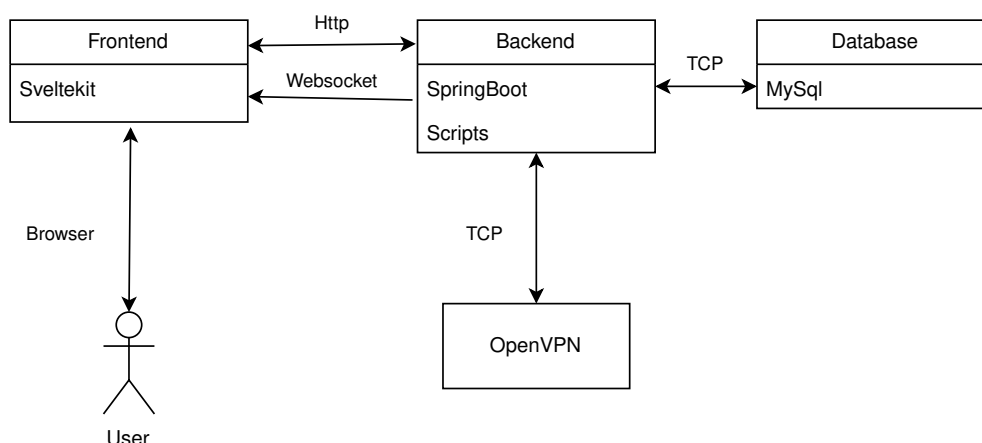 Frontend
Sveltekit
Http
Websocket
Backend
SpringBoot
Scripts
TCP
Database
MySql
Browser
TCP
OpenVPN
User